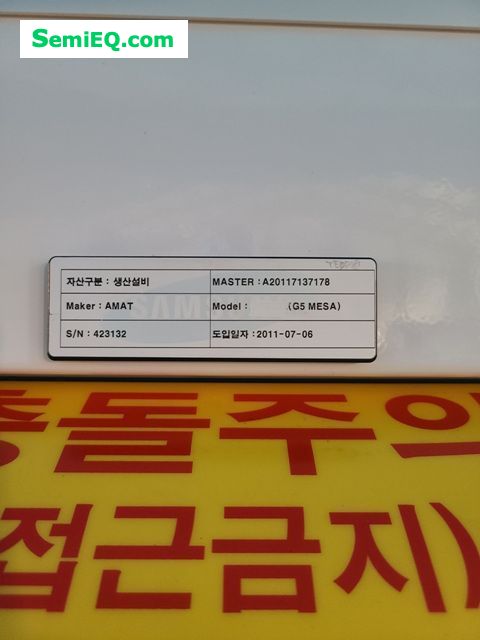 SemiEQ.com
자산구분 : 생산설비 MASTER : A20117137178
Maker : AMAT Model : (G5 MESA)
S/N : 423132 도입일자 : 2011-07-06
충돌주의
접근금지)